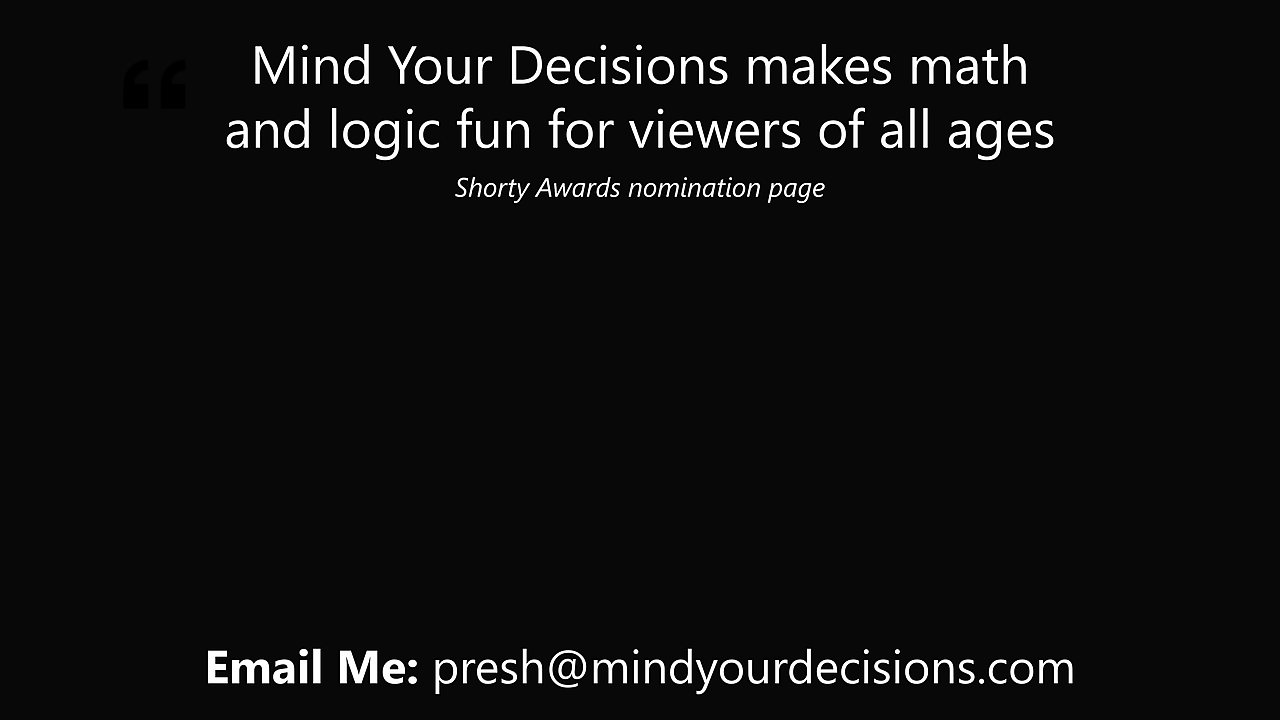 “ Mind Your Decisions makes math
and logic fun for viewers of all ages
Shorty Awards nomination page
Email Me: presh@mindyourdecisions.com